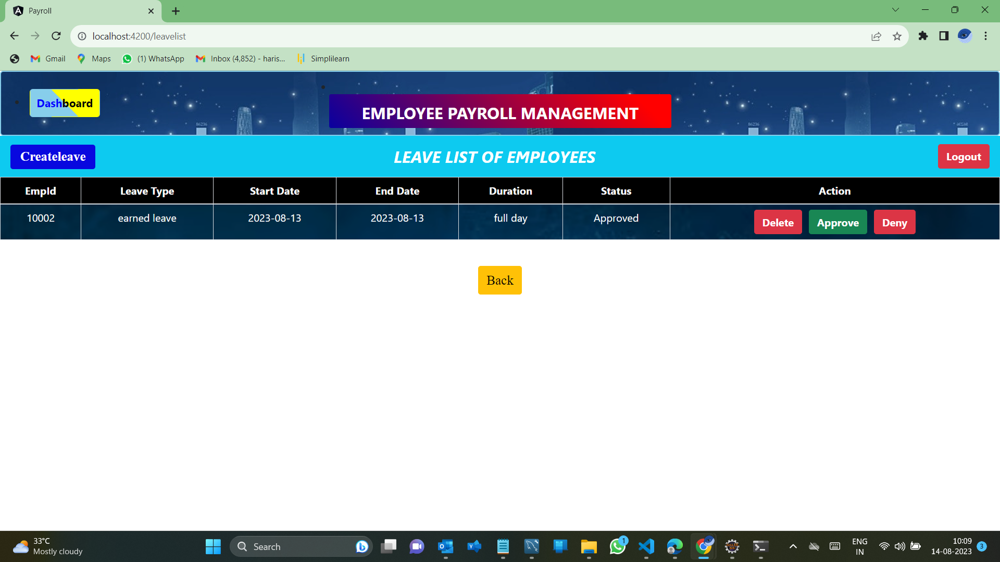 Payroll
localhost:4200/leavelist
Gmail Maps (1) WhatsApp Inbox (4,852) - haris... Simplilearn
Dashboard
EMPLOYEE PAYROLL MANAGEMENT
Createleave LEAVE LIST OF EMPLOYEES Logout
EmpId Leave Type Start Date End Date Duration Status Action
10002 earned leave 2023-08-13 2023-08-13 full day Approved Delete Approve Deny
Back
33°C
Mostly cloudy
Search
1
ENG
IN
10:09
14-08-2023
3